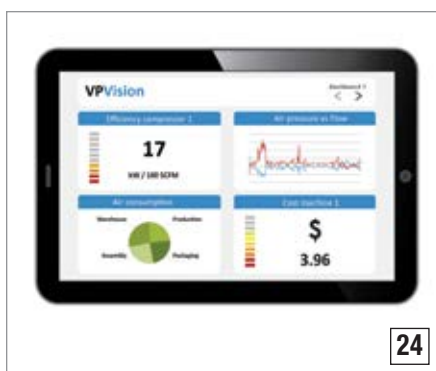 VPVision
Dashboard 1
< >
Efficiency compressor 1
17
kW / 100 SCFM
Air pressure vs flow
Air consumption
Warehouse
Production
Assembly
Packaging
Cost machine 1
$
3.96
24